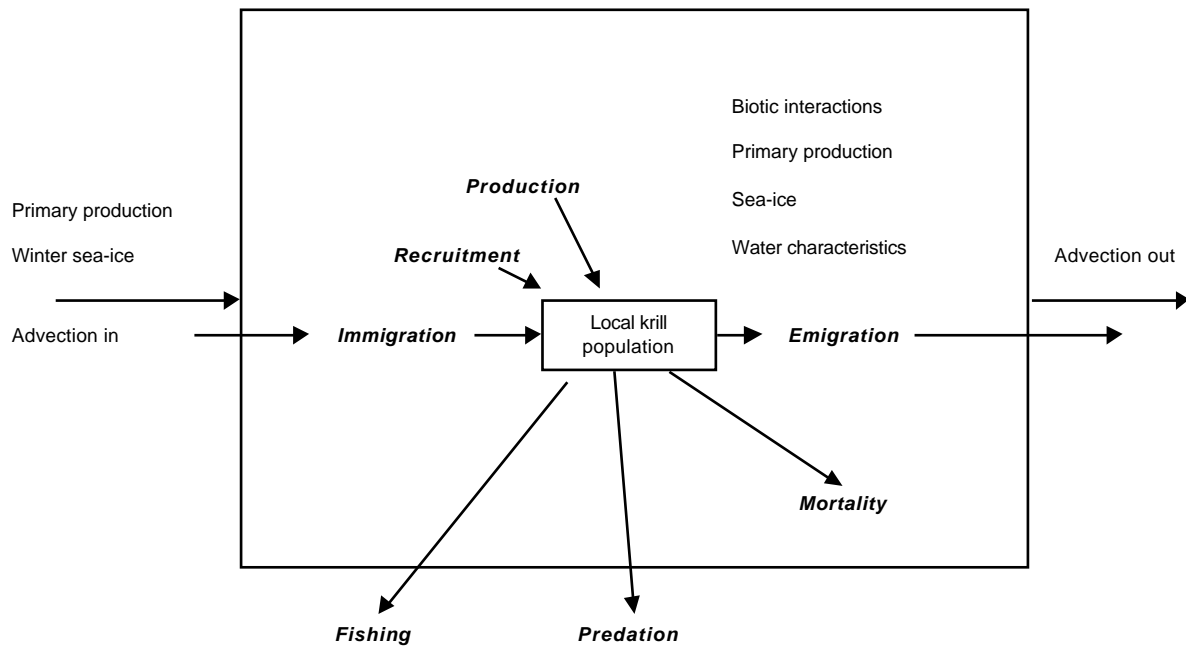 Biotic interactions
Primary production
Production
Sea-ice
Primary production
Winter sea-ice
Recruitment
Water characteristics
Advection out
Advection in
Immigration
Local krill
population
Emigration
Mortality
Fishing
Predation